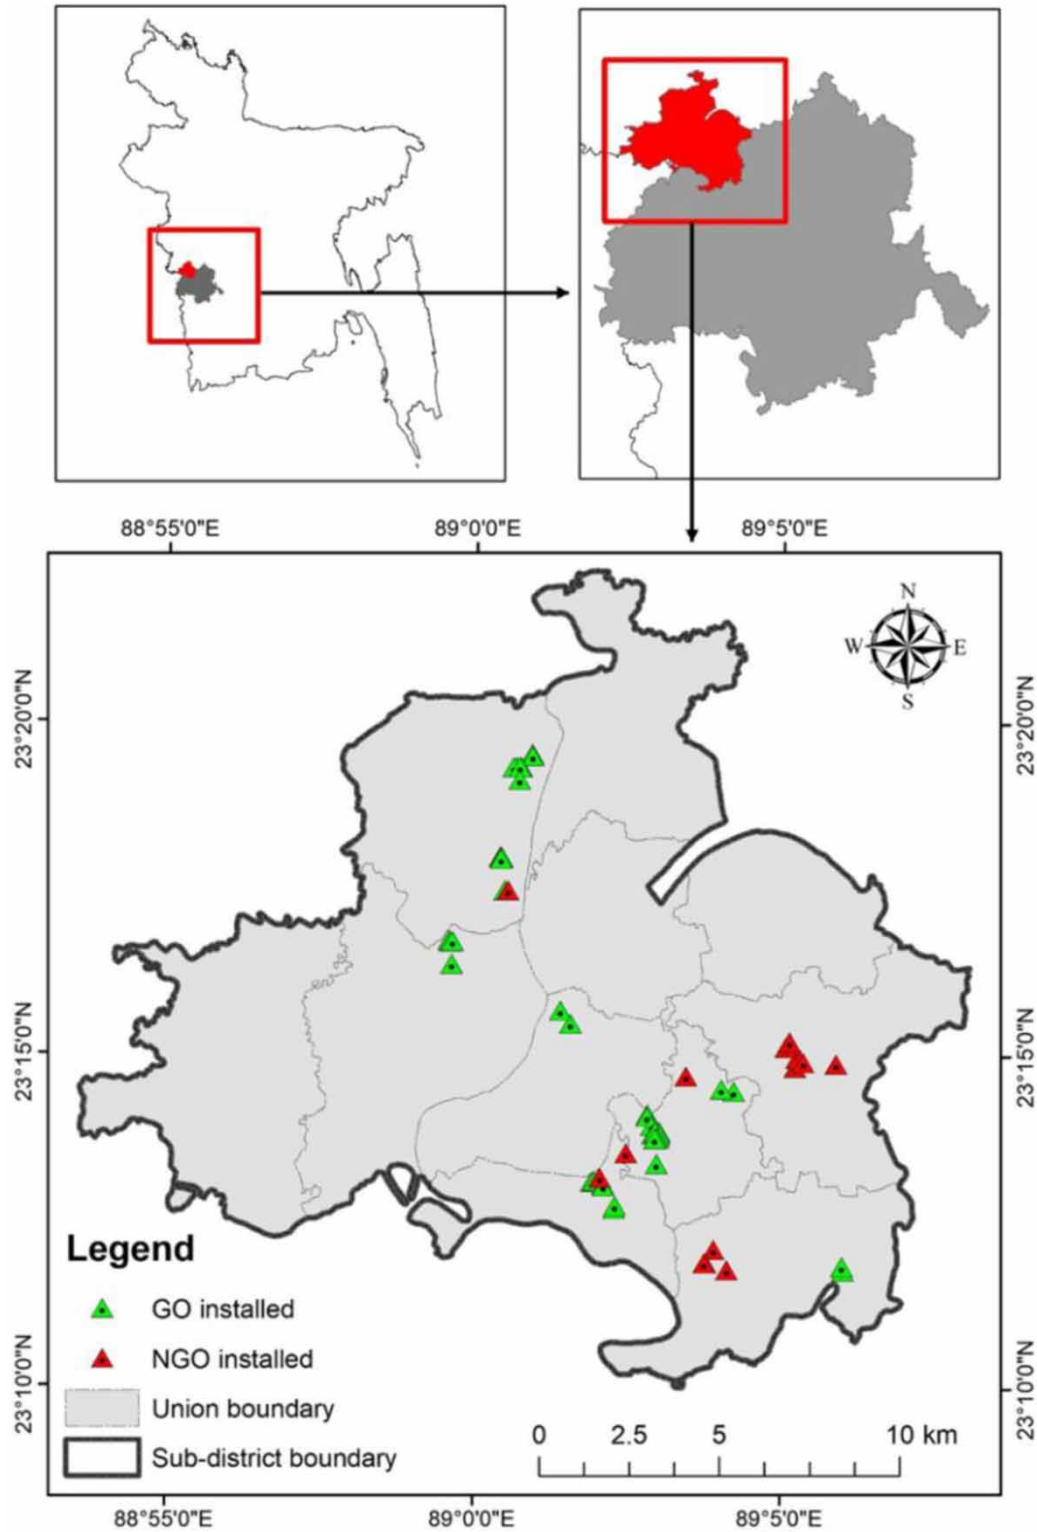 88°55'0"E 89°0'0"E 89°5'0"E
N
W E
S
23°20'0"N 23°20'0"N
23°15'0"N 23°15'0"N
Legend
GO installed
NGO installed
Union boundary
Sub-district boundary
23°10'0"N 23°10'0"N
0 2.5 5 10 km
88°55'0"E 89°0'0"E 89°5'0"E